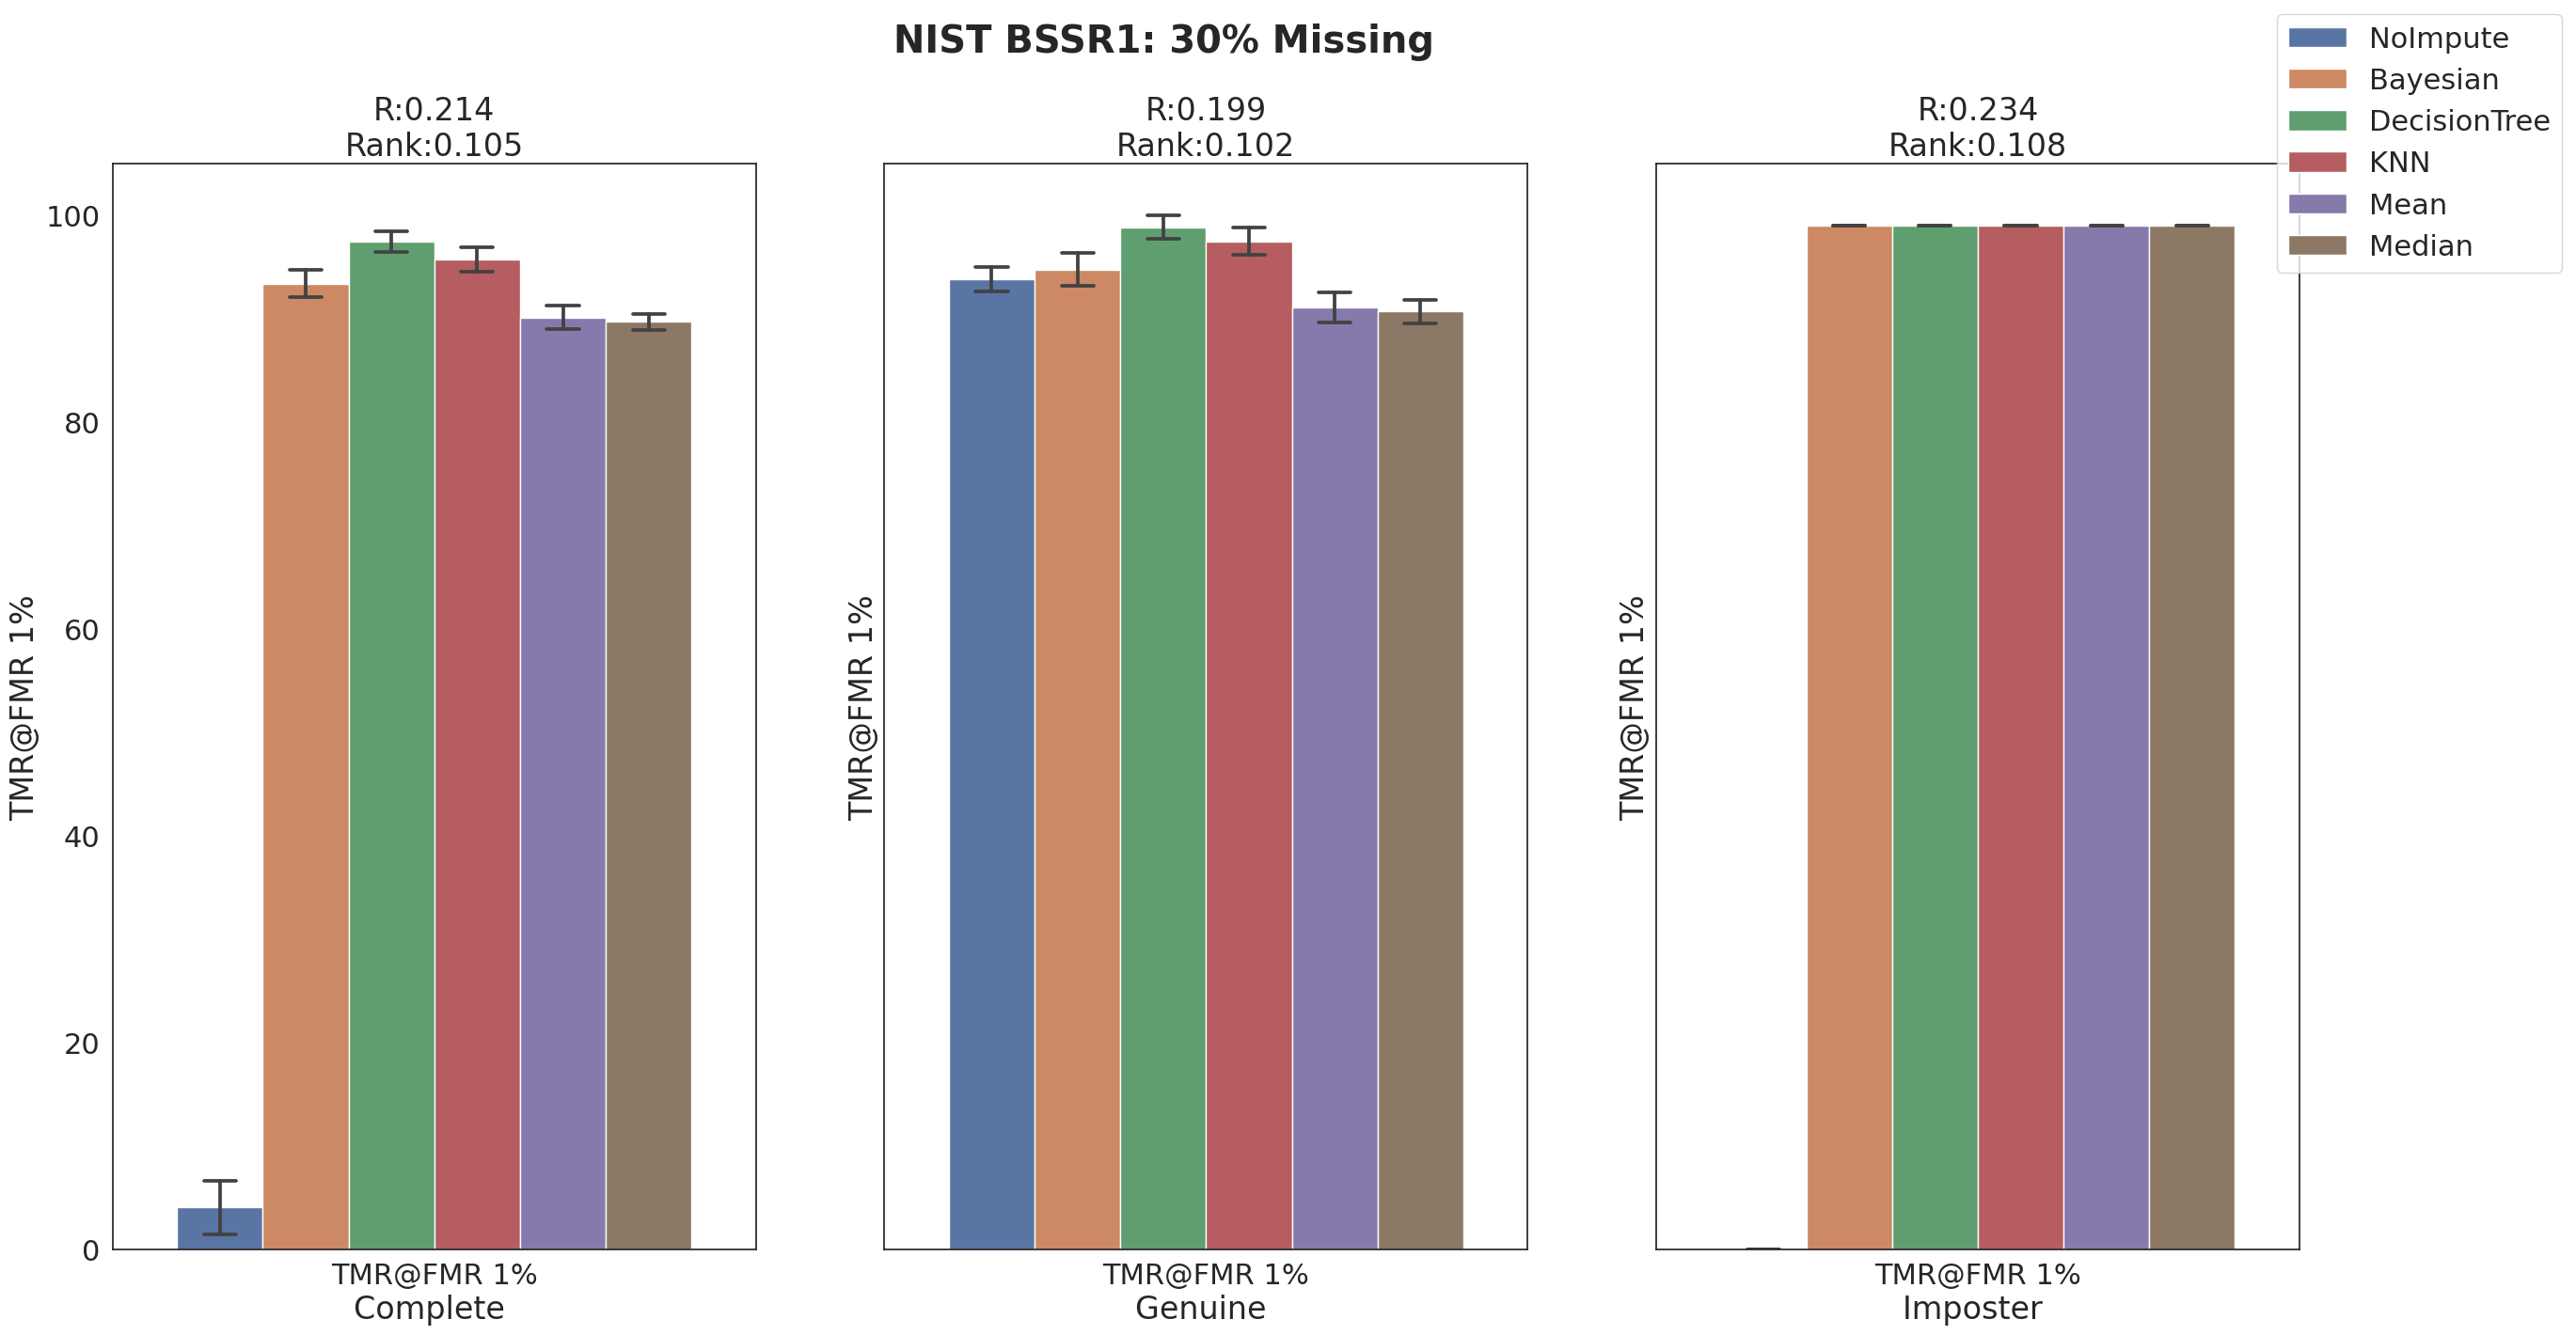 NIST BSSR1: 30% Missing
NoImpute
Bayesian
DecisionTree
KNN
Mean
Median
R:0.214
Rank:0.105
R:0.199
Rank:0.102
R:0.234
Rank:0.108
100
80
60
40
20
0
TMR@FMR 1%
TMR@FMR 1%
TMR@FMR 1%
TMR@FMR 1%
Complete
TMR@FMR 1%
Genuine
TMR@FMR 1%
Imposter